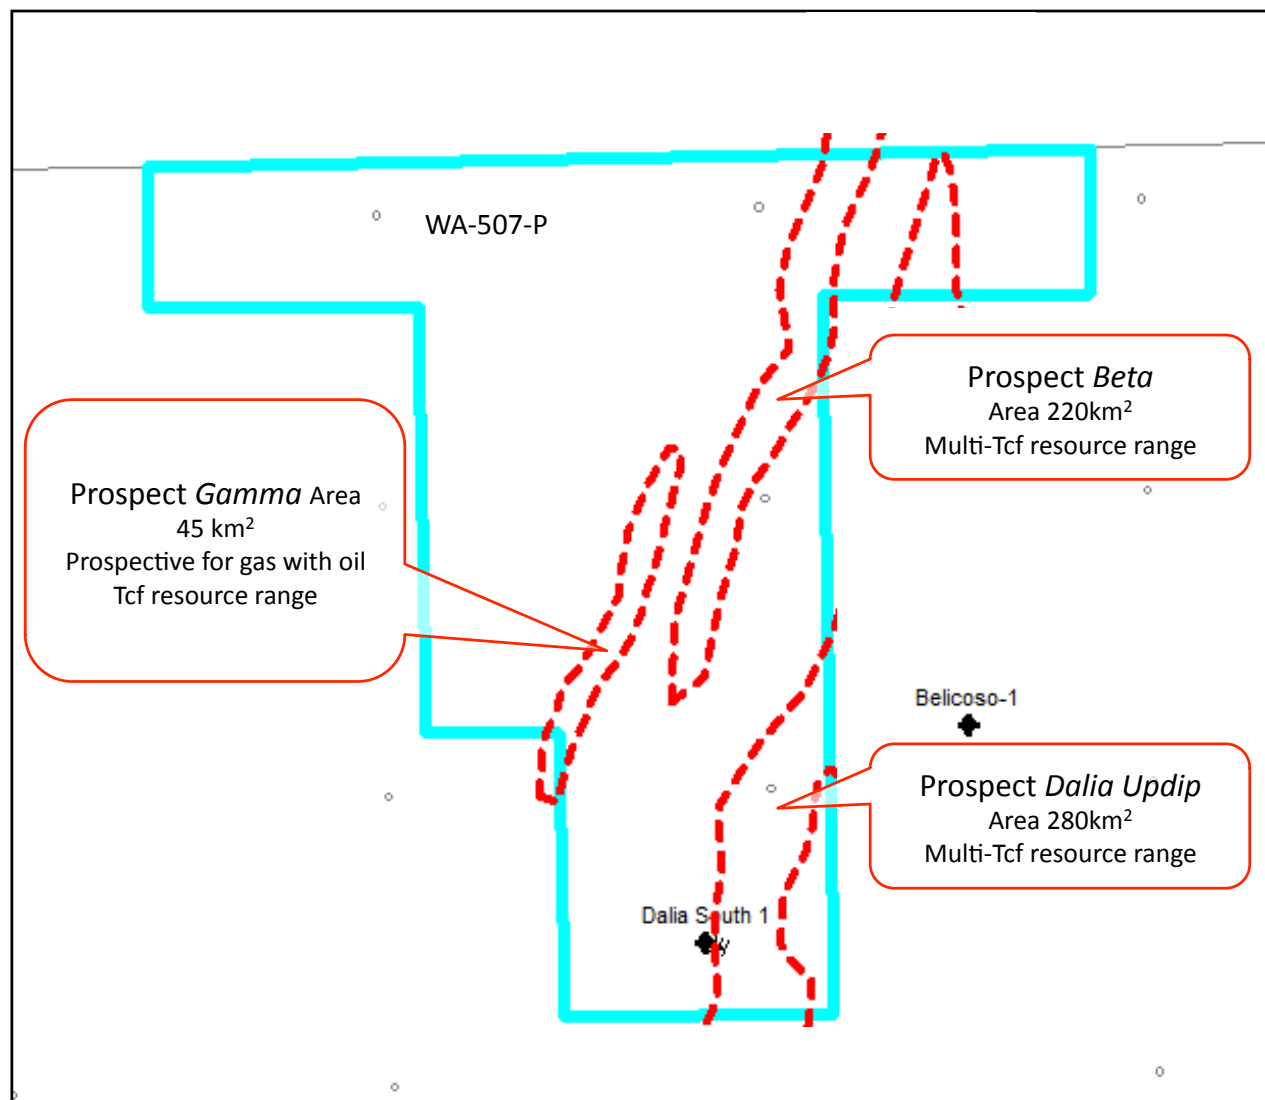 WA-507-P
Prospect Beta
Area 220km²
Multi-Tcf resource range
Prospect Gamma Area
45 km²
Prospective for gas with oil
Tcf resource range
Belicoso-1
Prospect Dalia Updip
Area 280km²
Multi-Tcf resource range
Dalia South 1